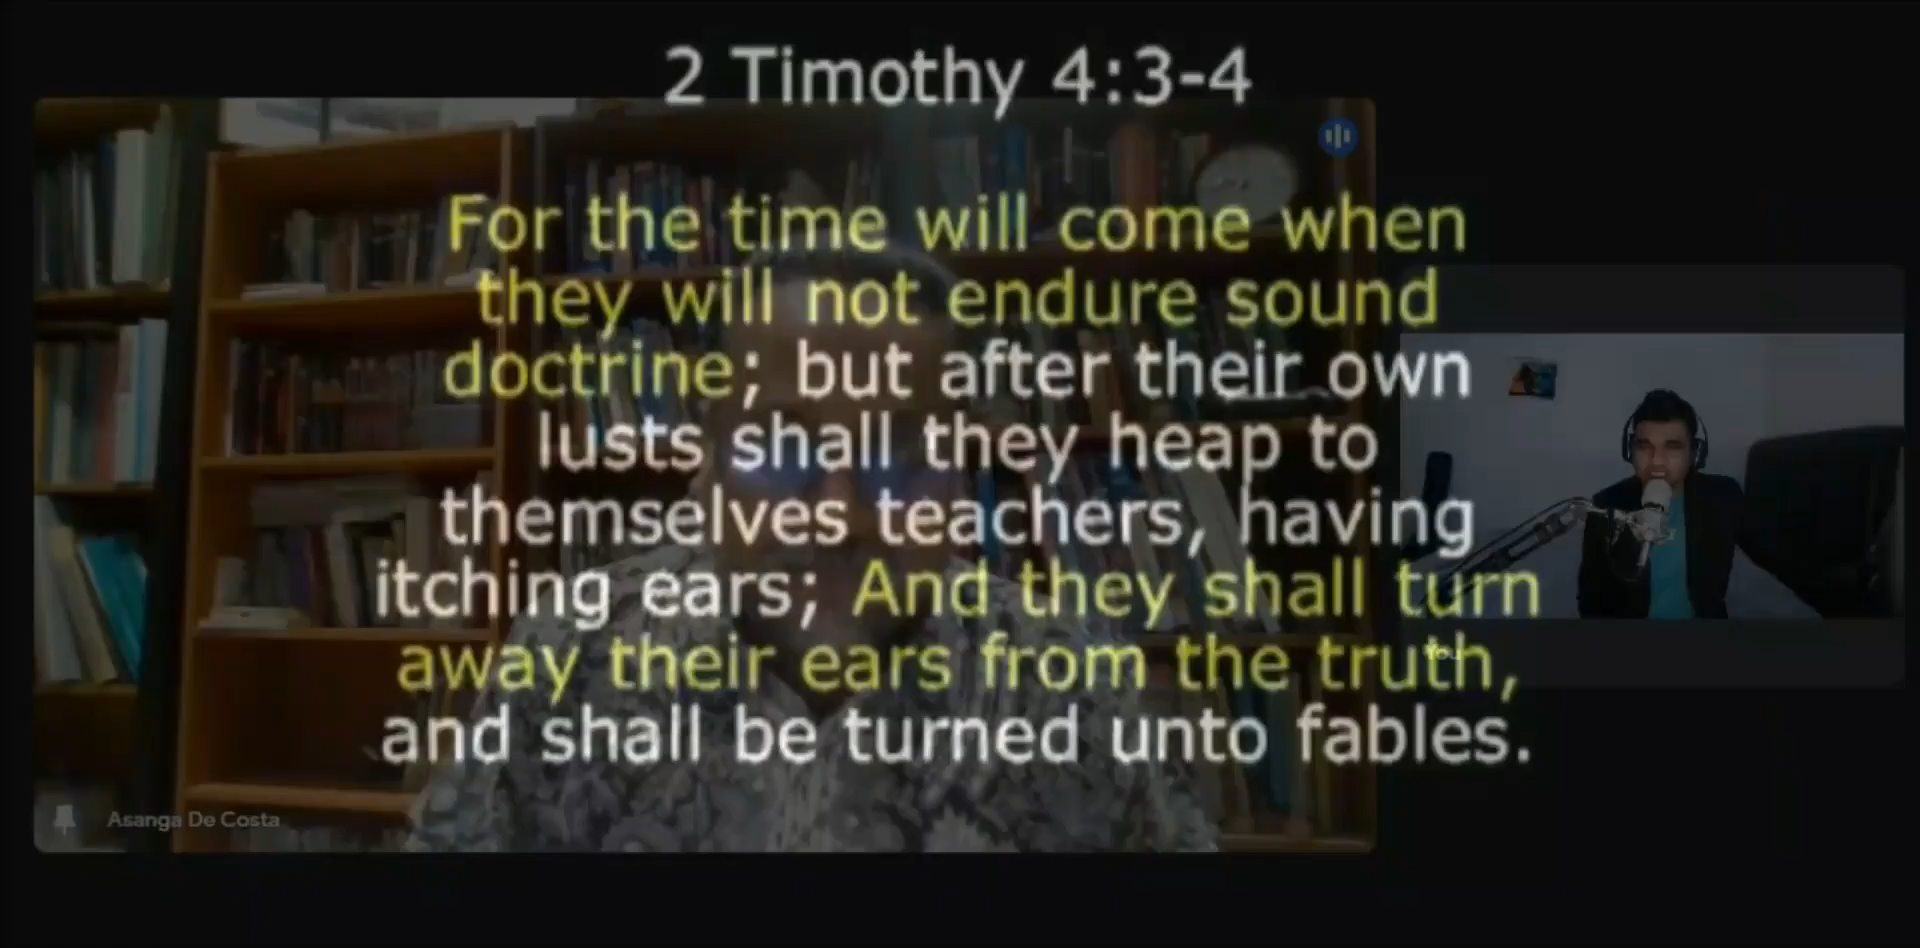 2 Timothy 4:3-4
For the time will come when
they will not endure sound
doctrine; but after their own
lusts shall they heap to
themselves teachers, having
itching ears; And they shall turn
away their ears from the truth,
and shall be turned unto fables.
You
Asanga De Costa